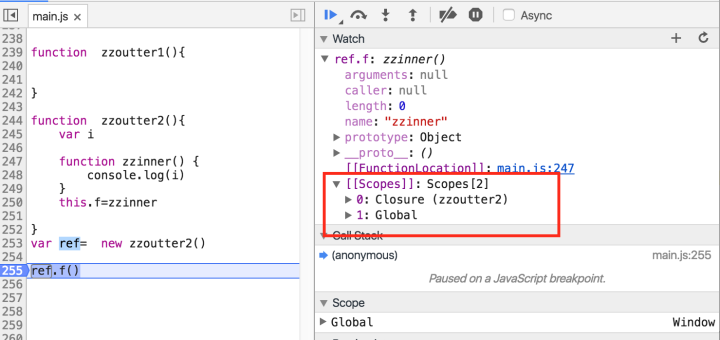 main.js ×
Async
238
239 function  zzoutter1(){
240
241
242 }
243
244 function  zzoutter2(){
245 var i
246
247 function zzinner() {
248 console.log(i)
249 }
250 this.f=zzinner
251
252 }
253 var ref=  new zzoutter2()
254
255 ref.f()
256
257
258
259
260
Watch
ref.f: zzinner()
arguments: null
caller: null
length: 0
name: "zzinner"
prototype: Object
__proto__: ()
[[FunctionLocation]]: main.js:247
[[Scopes]]: Scopes[2]
0: Closure (zzoutter2)
1: Global
Call Stack
(anonymous) main.js:255
Paused on a JavaScript breakpoint.
Scope
Global Window